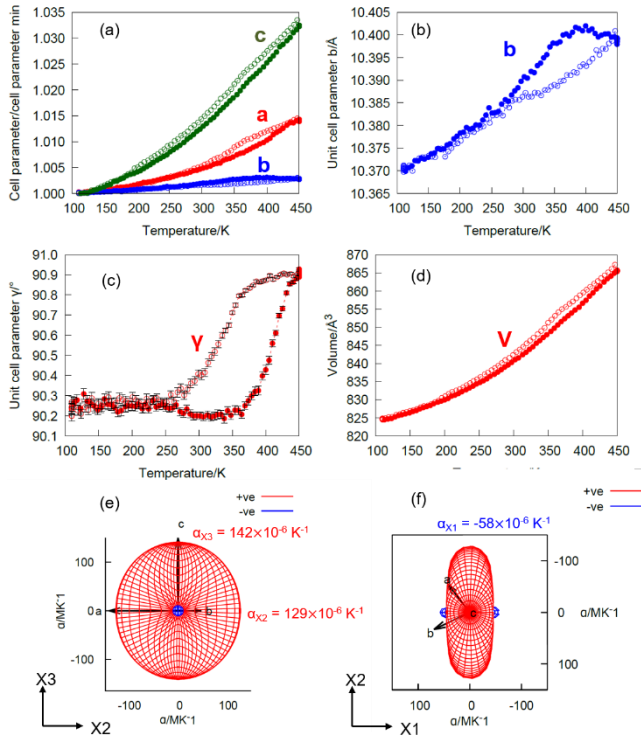 (a)
Cell parameter/cell parameter min
1.035
1.030
1.025
1.020
1.015
1.010
1.005
1.000
c
a
b
100 150 200 250 300 350 400 450
Temperature/K
(b)
Unit cell parameter b/Å
10.405
10.400
10.395
10.390
10.385
10.380
10.375
10.370
10.365
b
100 150 200 250 300 350 400 450
Temperature/K
(c)
Unit cell parameter γ/°
91.0
90.9
90.8
90.7
90.6
90.5
90.4
90.3
90.2
90.1
γ
100 150 200 250 300 350 400 450
Temperature/K
(d)
Volume/Å³
870
865
860
855
850
845
840
835
830
825
820
V
100 150 200 250 300 350 400 450
(e)
+ve
-ve
αX3 = 142×10⁻⁶ K⁻¹
αX2 = 129×10⁻⁶ K⁻¹
c
a
b
α/MK⁻¹
100
0
-100
-100 0 100
α/MK⁻¹
X3
X2
(f)
+ve
-ve
αX1 = -58×10⁻⁶ K⁻¹
a
b
c
-100
0
100
α/MK⁻¹
100 0 -100
α/MK⁻¹
X2
X1